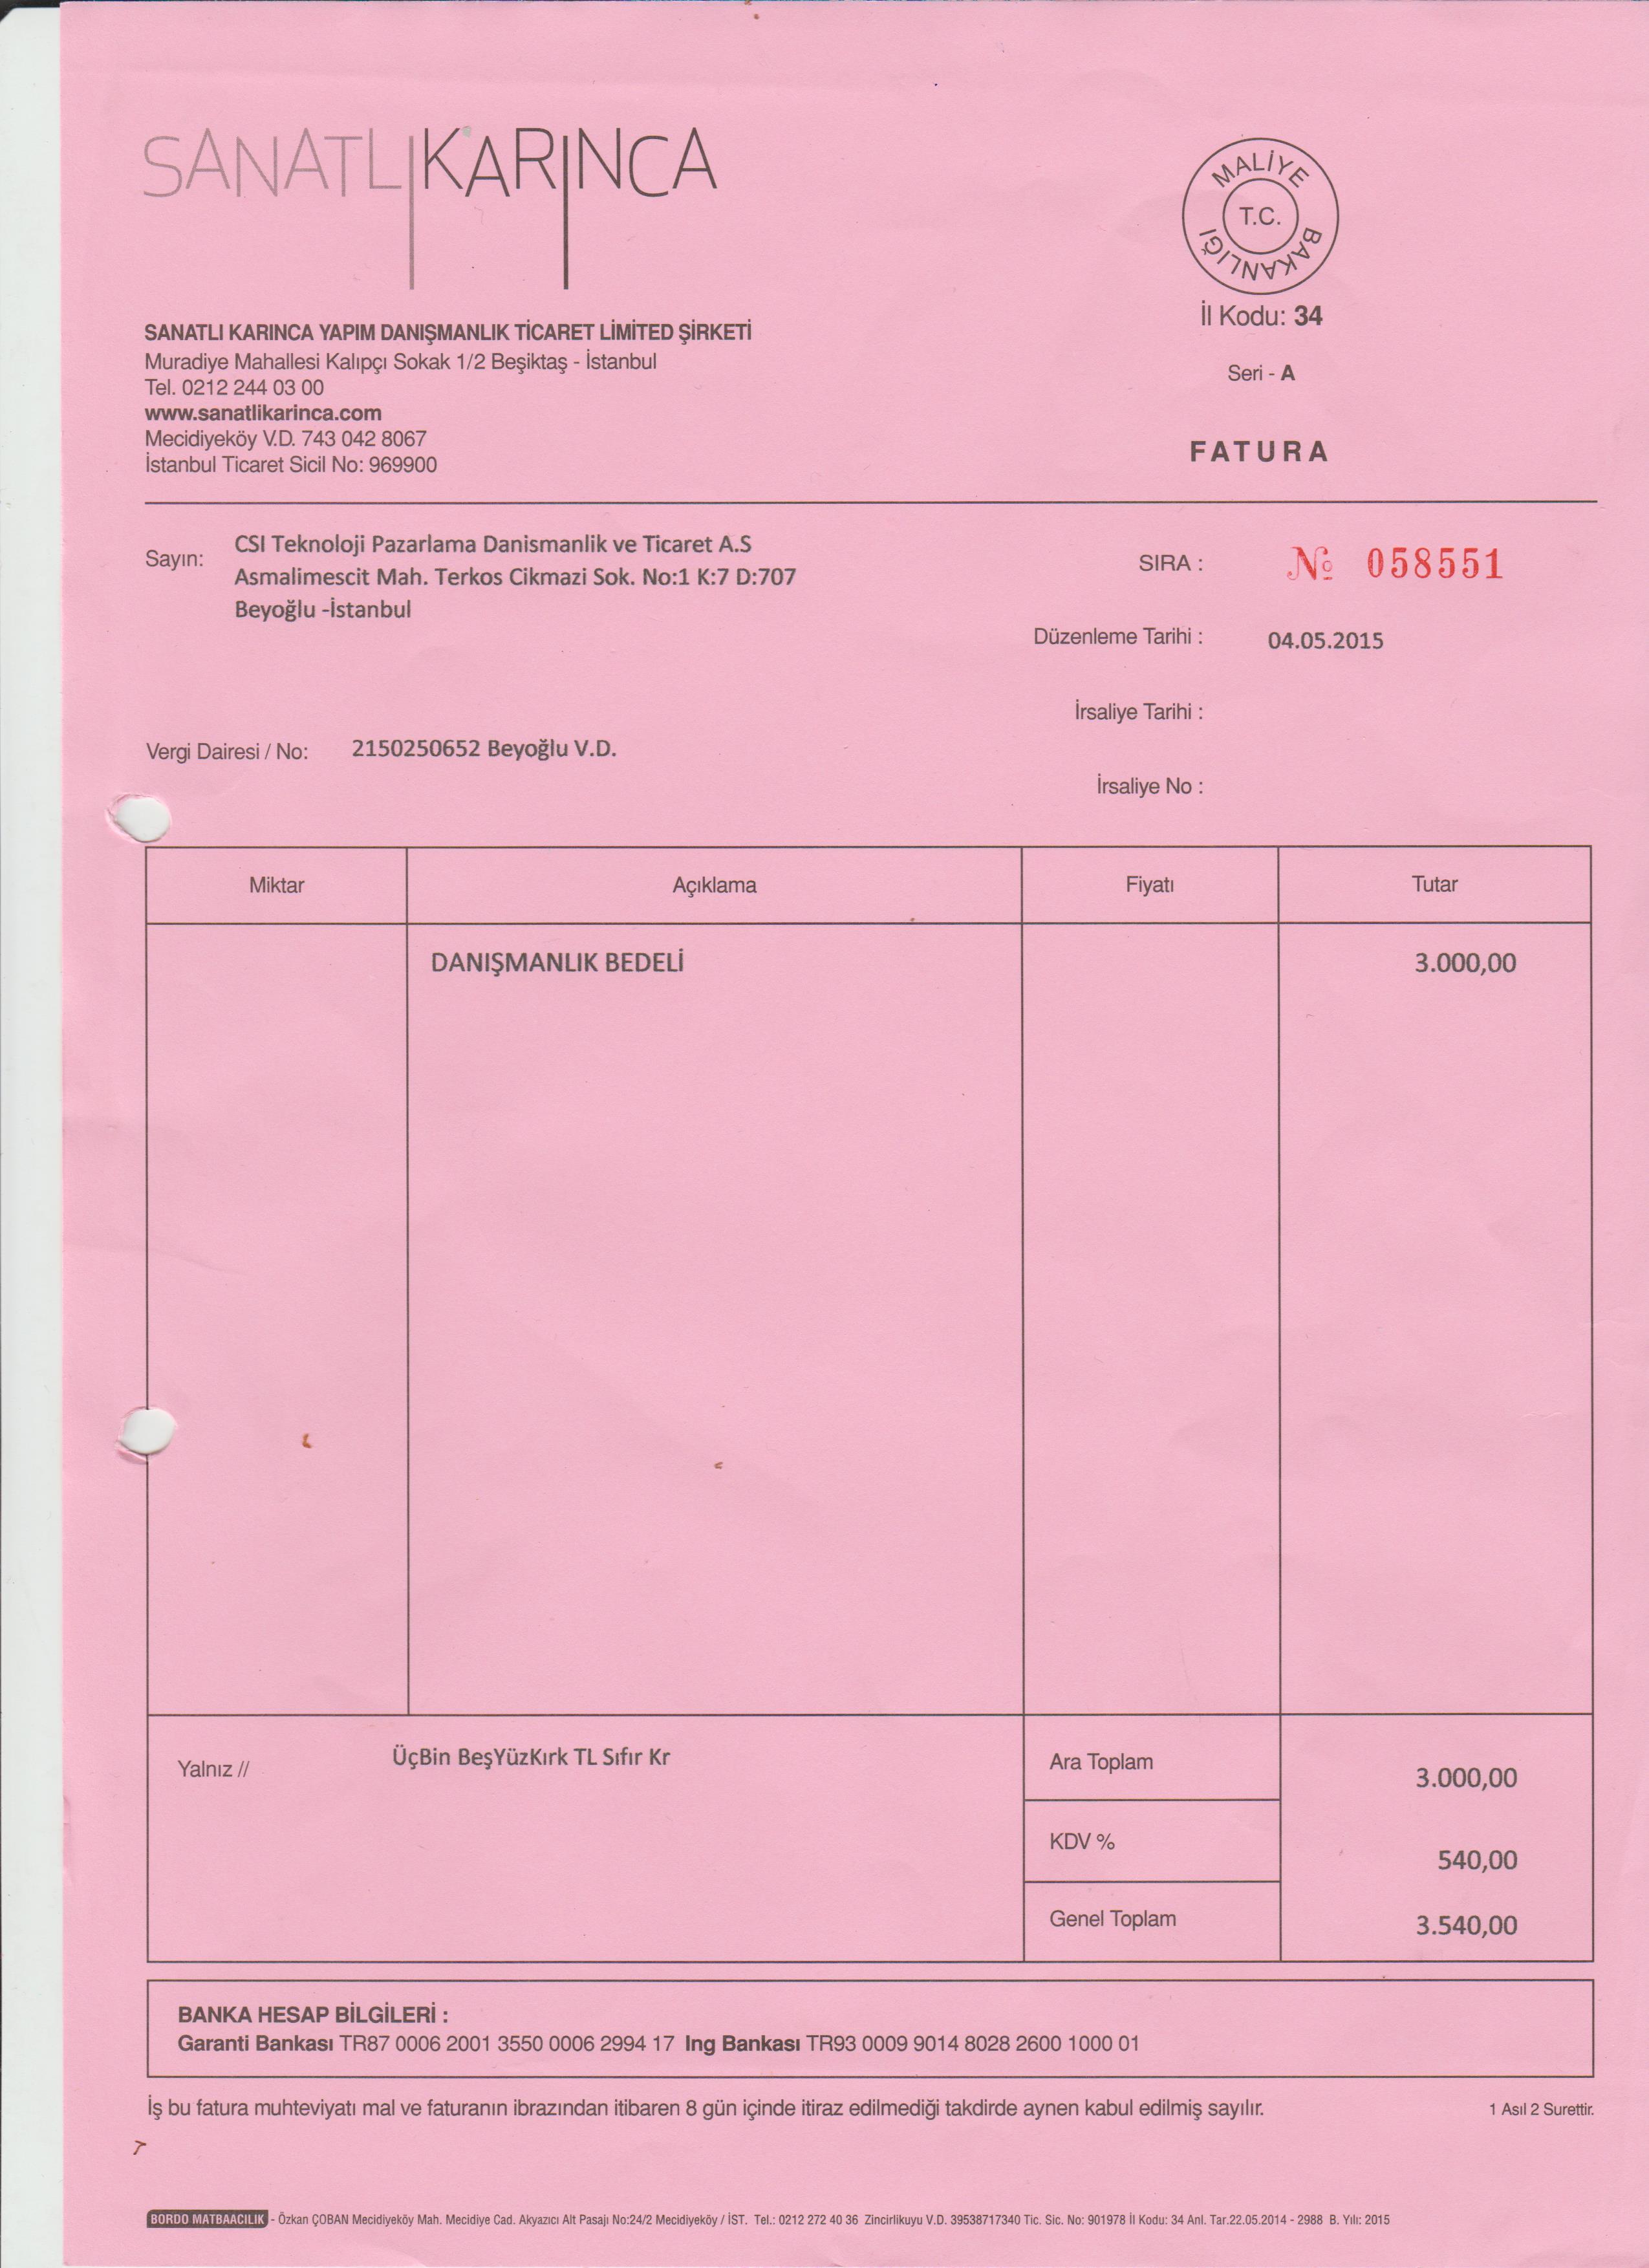 SANATLIKARINCA
MALİYE BAKANLIĞI
T.C.
İl Kodu: 34
Seri - A
FATURA
SANATLI KARINCA YAPIM DANIŞMANLIK TİCARET LİMİTED ŞİRKETİ
Muradiye Mahallesi Kalıpçı Sokak 1/2 Beşiktaş - İstanbul
Tel. 0212 244 03 00
www.sanatlikarinca.com
Mecidiyeköy V.D. 743 042 8067
İstanbul Ticaret Sicil No: 969900
Sayın:
CSI Teknoloji Pazarlama Danismanlik ve Ticaret A.S
Asmalimescit Mah. Terkos Cikmazi Sok. No:1 K:7 D:707
Beyoğlu -İstanbul
SIRA : № 058551
Düzenleme Tarihi : 04.05.2015
İrsaliye Tarihi :
Vergi Dairesi / No: 2150250652 Beyoğlu V.D.
İrsaliye No :
Miktar Açıklama Fiyatı Tutar
DANIŞMANLIK BEDELİ 3.000,00
Yalnız // ÜçBin BeşYüzKırk TL Sıfır Kr
Ara Toplam 3.000,00
KDV % 540,00
Genel Toplam 3.540,00
BANKA HESAP BİLGİLERİ :
Garanti Bankası TR87 0006 2001 3550 0006 2994 17 Ing Bankası TR93 0009 9014 8028 2600 1000 01
İş bu fatura muhteviyatı mal ve faturanın ibrazından itibaren 8 gün içinde itiraz edilmediği takdirde aynen kabul edilmiş sayılır. 1 Asıl 2 Surettir.
BORDO MATBAACILIK - Özkan ÇOBAN Mecidiyeköy Mah. Mecidiye Cad. Akyazıcı Alt Pasajı No:24/2 Mecidiyeköy / İST. Tel.: 0212 272 40 36 Zincirlikuyu V.D. 39538717340 Tic. Sic. No: 901978 İl Kodu: 34 Anl. Tar.22.05.2014 - 2988 B. Yılı: 2015